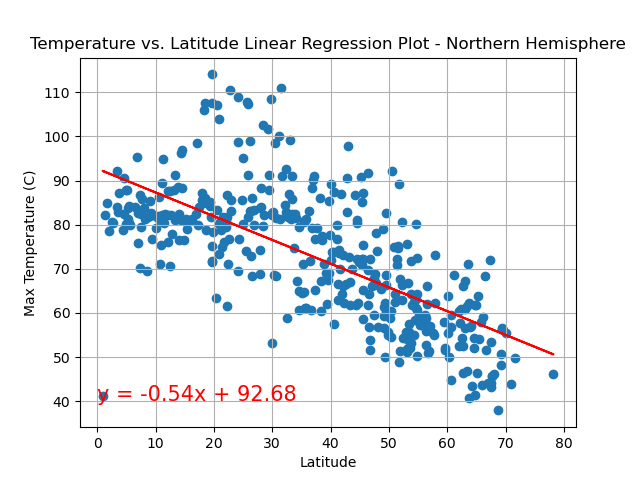 Temperature vs. Latitude Linear Regression Plot - Northern Hemisphere
Max Temperature (C)
110
100
90
80
70
60
50
40
y = -0.54x + 92.68
0 10 20 30 40 50 60 70 80
Latitude